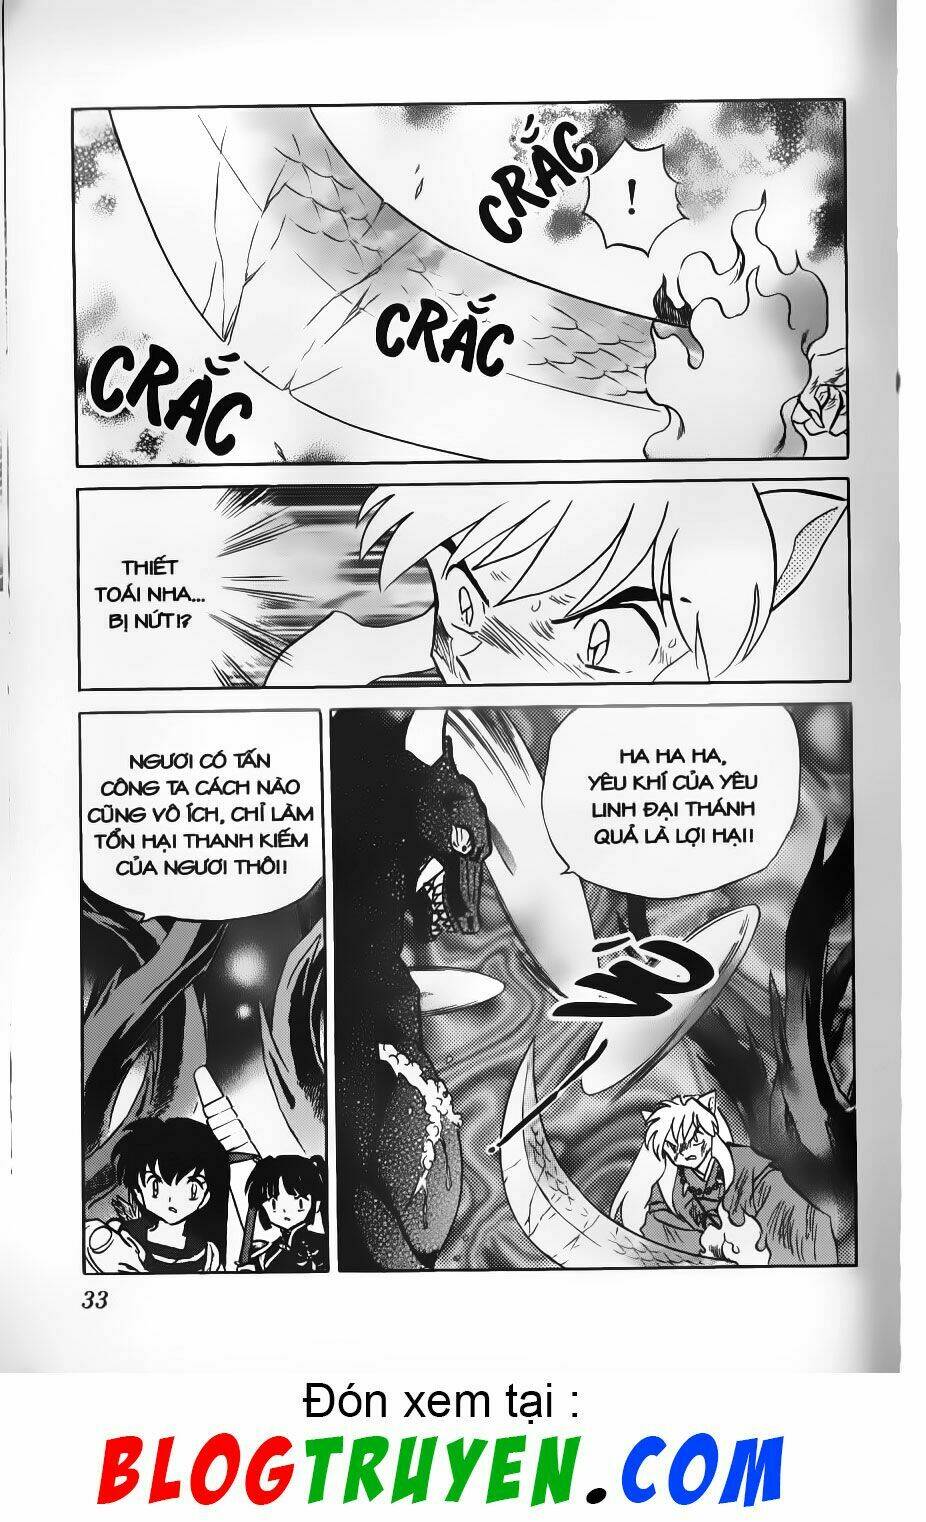 CRẮC
!
CRẮC
CRẮC
THIẾT
TOÁI NHA...
BỊ NỨT!?
HA HA HA,
YÊU KHÍ CỦA YÊU
LINH ĐẠI THÁNH
QUẢ LÀ LỢI HẠI!
NGƯƠI CÓ TẤN
CÔNG TA CÁCH NÀO
CŨNG VÔ ÍCH, CHỈ LÀM
TỔN HẠI THANH KIẾM
CỦA NGƯƠI THÔI!
33
Đón xem tại :
BLOGTRUYEN.COM